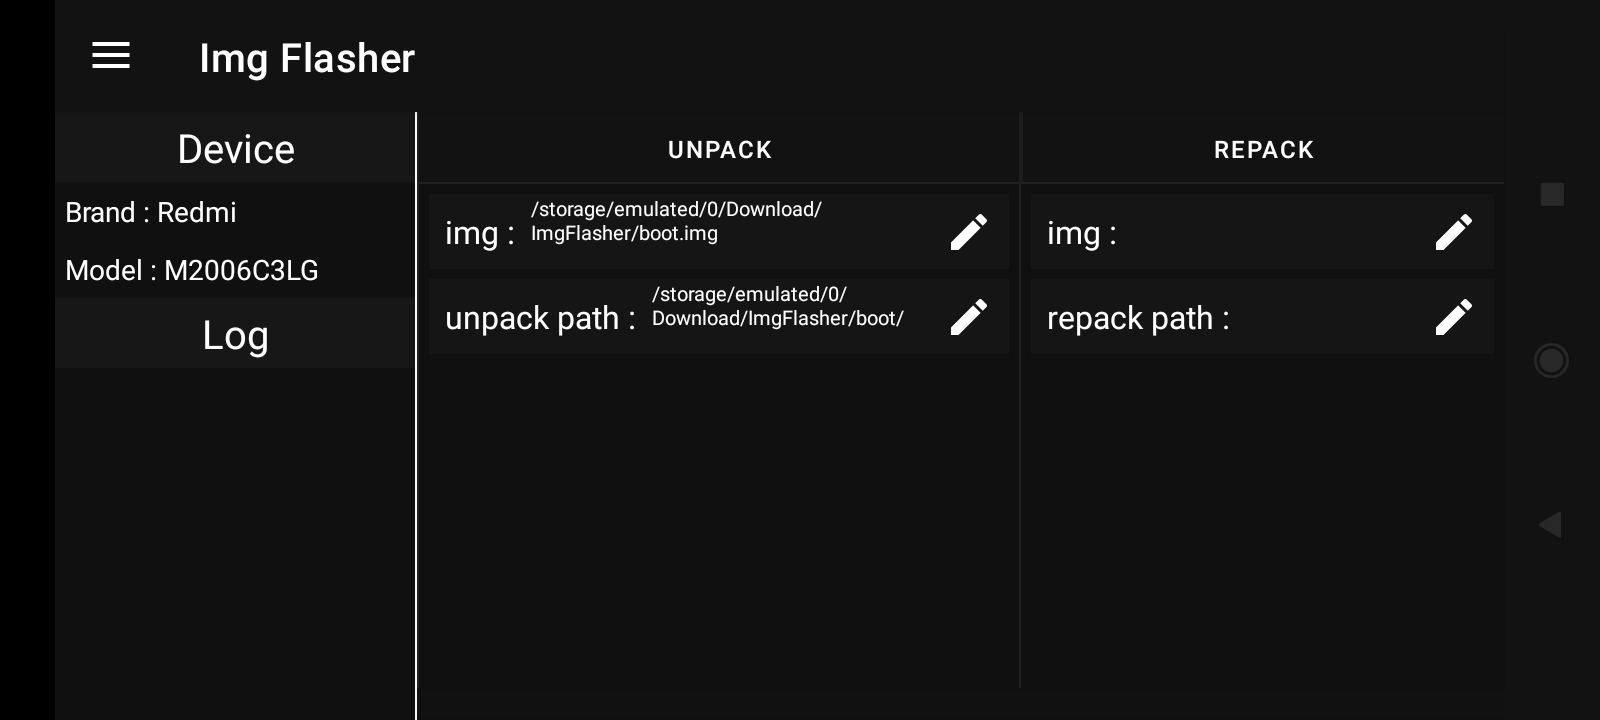 Img Flasher
Device
Brand : Redmi
Model : M2006C3LG
Log
UNPACK
img :
/storage/emulated/0/Download/
ImgFlasher/boot.img
unpack path :
/storage/emulated/0/
Download/ImgFlasher/boot/
REPACK
img :
repack path :